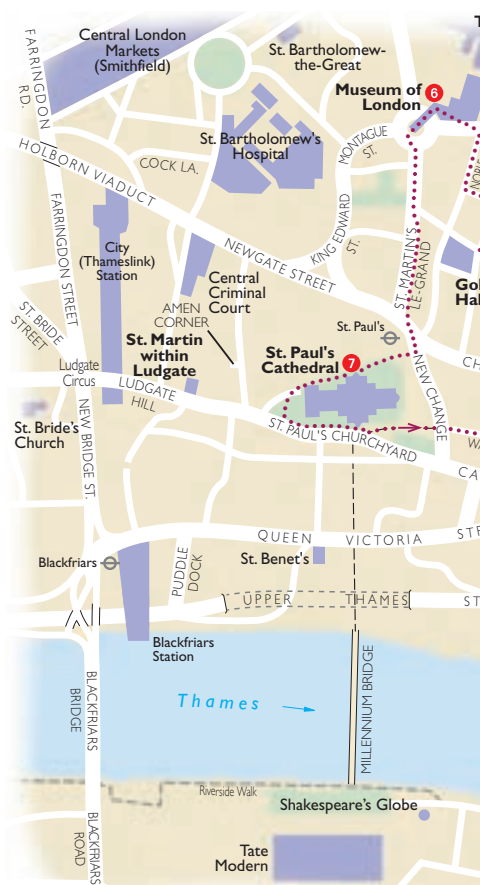 FARRINGDON
RD.
Central London
Markets
(Smithfield)
St. Bartholomew-
the-Great
Museum of
London
6
St. Bartholomew's
Hospital
MONTAGUE
ST.
COCK LA.
HOLBORN VIADUCT
FARRINGDON STREET
City
(Thameslink)
Station
KING EDWARD
ST.
NEWGATE STREET
ST. MARTIN'S
LE-GRAND
Central
Criminal
Court
AMEN
CORNER
St. Paul's
ST. BRIDE
STREET
St. Martin
within
Ludgate
St. Paul's
Cathedral
7
Ludgate
Circus
LUDGATE
HILL
NEW CHANGE
St. Bride's
Church
NEW BRIDGE ST.
ST. PAUL'S CHURCHYARD
QUEEN VICTORIA
Blackfriars
PUDDLE
DOCK
St. Benet's
UPPER THAMES ST
Blackfriars
Station
BLACKFRIARS
BRIDGE
Thames
MILLENNIUM BRIDGE
Riverside Walk
Shakespeare's Globe
BLACKFRIARS
ROAD
Tate
Modern